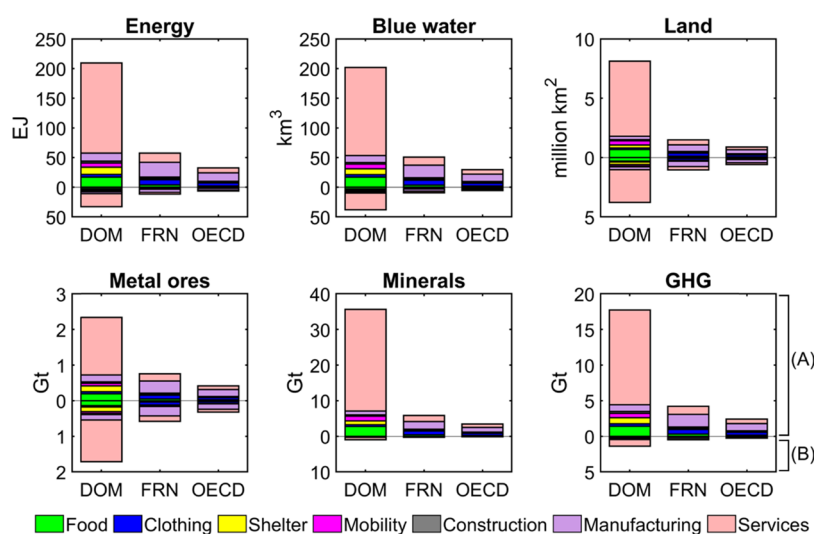 Energy
Blue water
Land
250
200
150
100
50
0
50
EJ
DOM FRN OECD
250
200
150
100
50
0
50
km3
DOM FRN OECD
10
5
0
5
million km2
DOM FRN OECD
Metal ores
Minerals
GHG
3
2
1
0
1
2
Gt
DOM FRN OECD
40
30
20
10
0
10
Gt
DOM FRN OECD
20
15
10
5
0
5
Gt
DOM FRN OECD
(A)
(B)
Food Clothing Shelter Mobility Construction Manufacturing Services